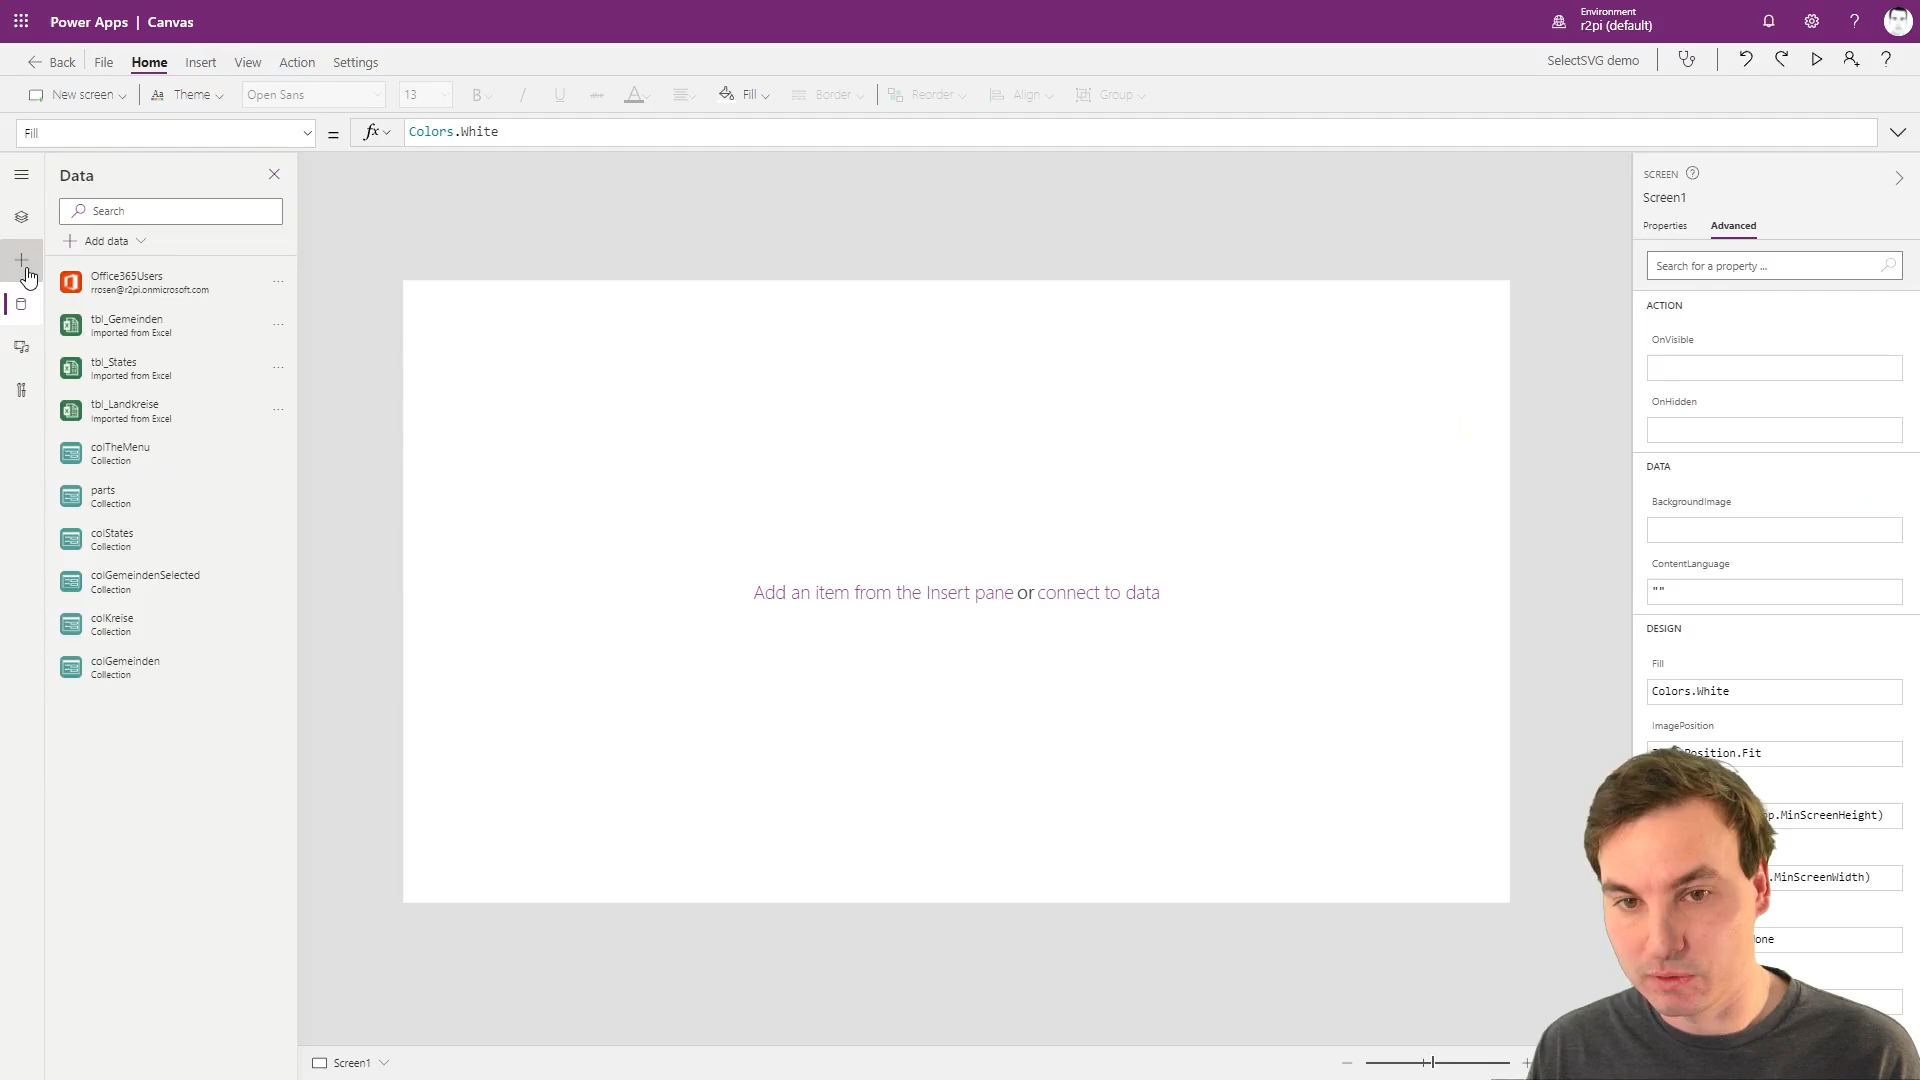 Power Apps | Canvas
Environment
r2pi (default)
Back
File
Home
Insert
View
Action
Settings
SelectSVG demo
New screen
Theme
Open Sans
13
B
Fill
Border
Reorder
Align
Group
Fill
=
fx
Colors.White
Data
Search
Add data
Office365Users
rrosen@r2pi.onmicrosoft.com
tbl_Gemeinden
Imported from Excel
tbl_States
Imported from Excel
tbl_Landkreise
Imported from Excel
colTheMenu
Collection
parts
Collection
colStates
Collection
colGemeindenSelected
Collection
colKreise
Collection
colGemeinden
Collection
Add an item from the Insert pane or connect to data
SCREEN
Screen1
Properties
Advanced
Search for a property ...
ACTION
OnVisible
OnHidden
DATA
BackgroundImage
ContentLanguage
""
DESIGN
Fill
Colors.White
ImagePosition
Position.Fit
.MinScreenHeight)
.MinScreenWidth)
Screen1